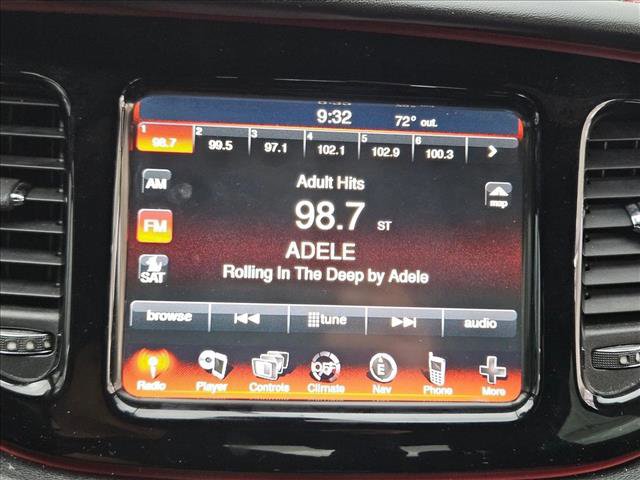 9:32 72° out.
1 98.7 2 99.5 3 97.1 4 102.1 5 102.9 6 100.3
AM
Adult Hits
map
98.7 ST
FM
ADELE
Rolling In The Deep by Adele
SAT
browse tune audio
OFF E
Radio Player Controls Climate Nav Phone More